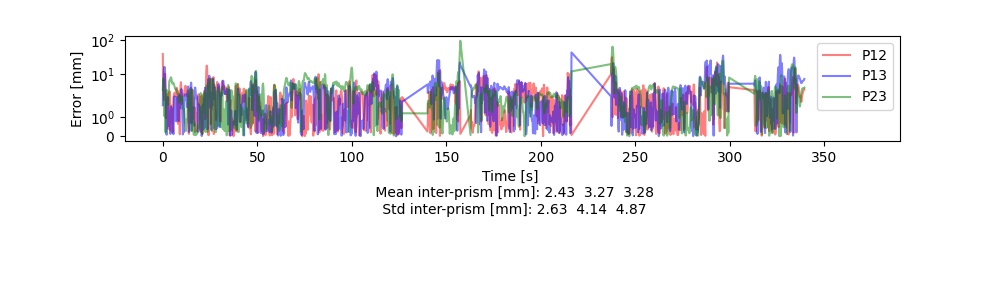 10²
10¹
10⁰
0
Error [mm]
P12
P13
P23
0 50 100 150 200 250 300 350
Time [s]
Mean inter-prism [mm]: 2.43 3.27 3.28
Std inter-prism [mm]: 2.63 4.14 4.87